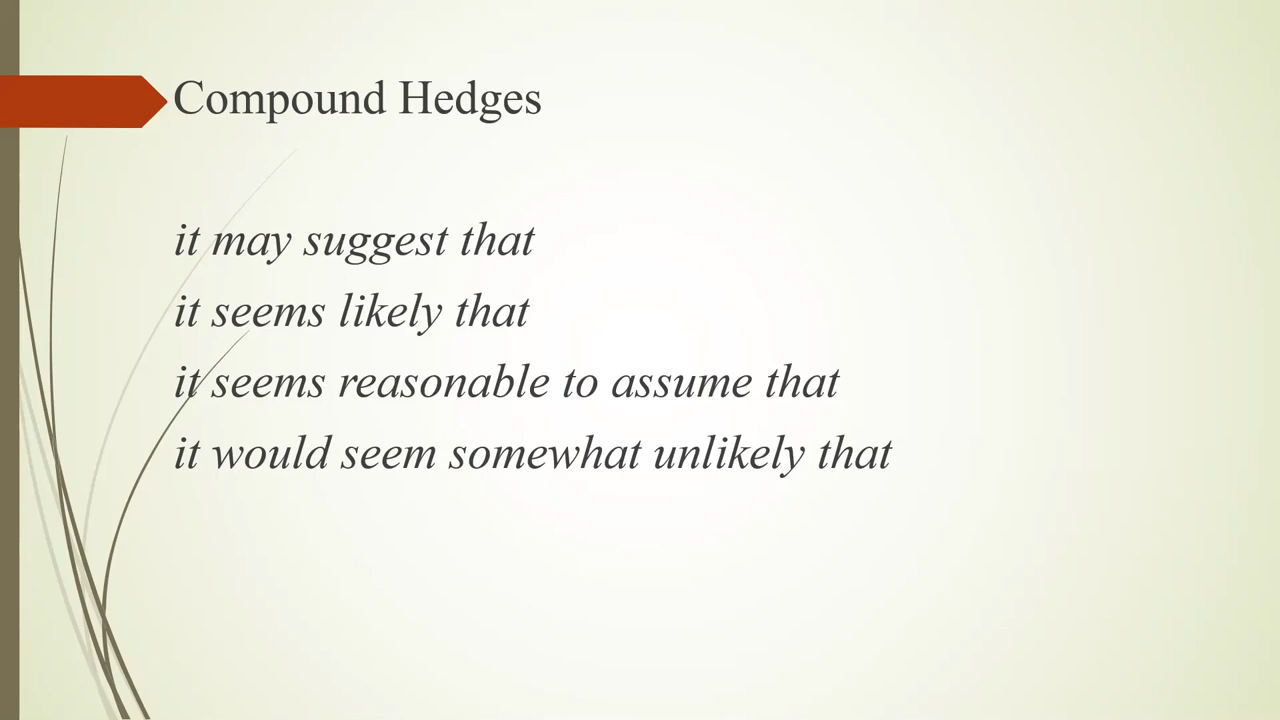 Compound Hedges
it may suggest that
it seems likely that
it seems reasonable to assume that
it would seem somewhat unlikely that